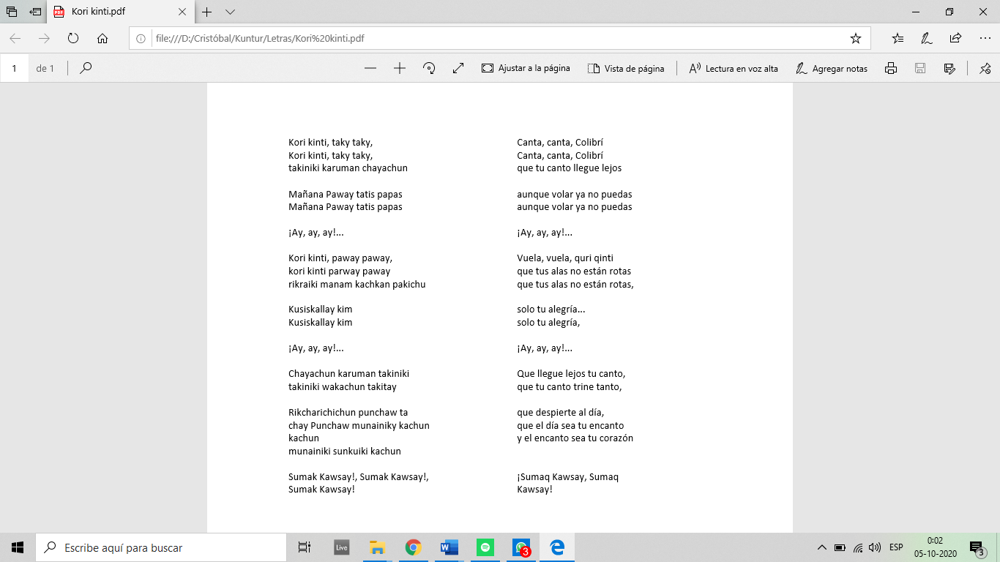 Kori kinti.pdf
file:///D:/Cristóbal/Kuntur/Letras/Kori%20kinti.pdf
1 de 1
Ajustar a la página
Vista de página
Lectura en voz alta
Agregar notas
Kori kinti, taky taky,
Kori kinti, taky taky,
takiniki karuman chayachun
Mañana Paway tatis papas
Mañana Paway tatis papas
¡Ay, ay, ay!...
Kori kinti, paway paway,
kori kinti parway paway
rikraiki manam kachkan pakichu
Kusiskallay kim
Kusiskallay kim
¡Ay, ay, ay!...
Chayachun karuman takiniki
takiniki wakachun takitay
Rikcharichichun punchaw ta
chay Punchaw munainiky kachun
kachun
munainiki sunkuiki kachun
Sumak Kawsay!, Sumak Kawsay!,
Sumak Kawsay!
Canta, canta, Colibrí
Canta, canta, Colibrí
que tu canto llegue lejos
aunque volar ya no puedas
aunque volar ya no puedas
¡Ay, ay, ay!...
Vuela, vuela, quri qinti
que tus alas no están rotas
que tus alas no están rotas,
solo tu alegría...
solo tu alegría,
¡Ay, ay, ay!...
Que llegue lejos tu canto,
que tu canto trine tanto,
que despierte al día,
que el día sea tu encanto
y el encanto sea tu corazón
¡Sumaq Kawsay, Sumaq
Kawsay!
Escribe aquí para buscar
Live
3
ESP
0:02
05-10-2020
3